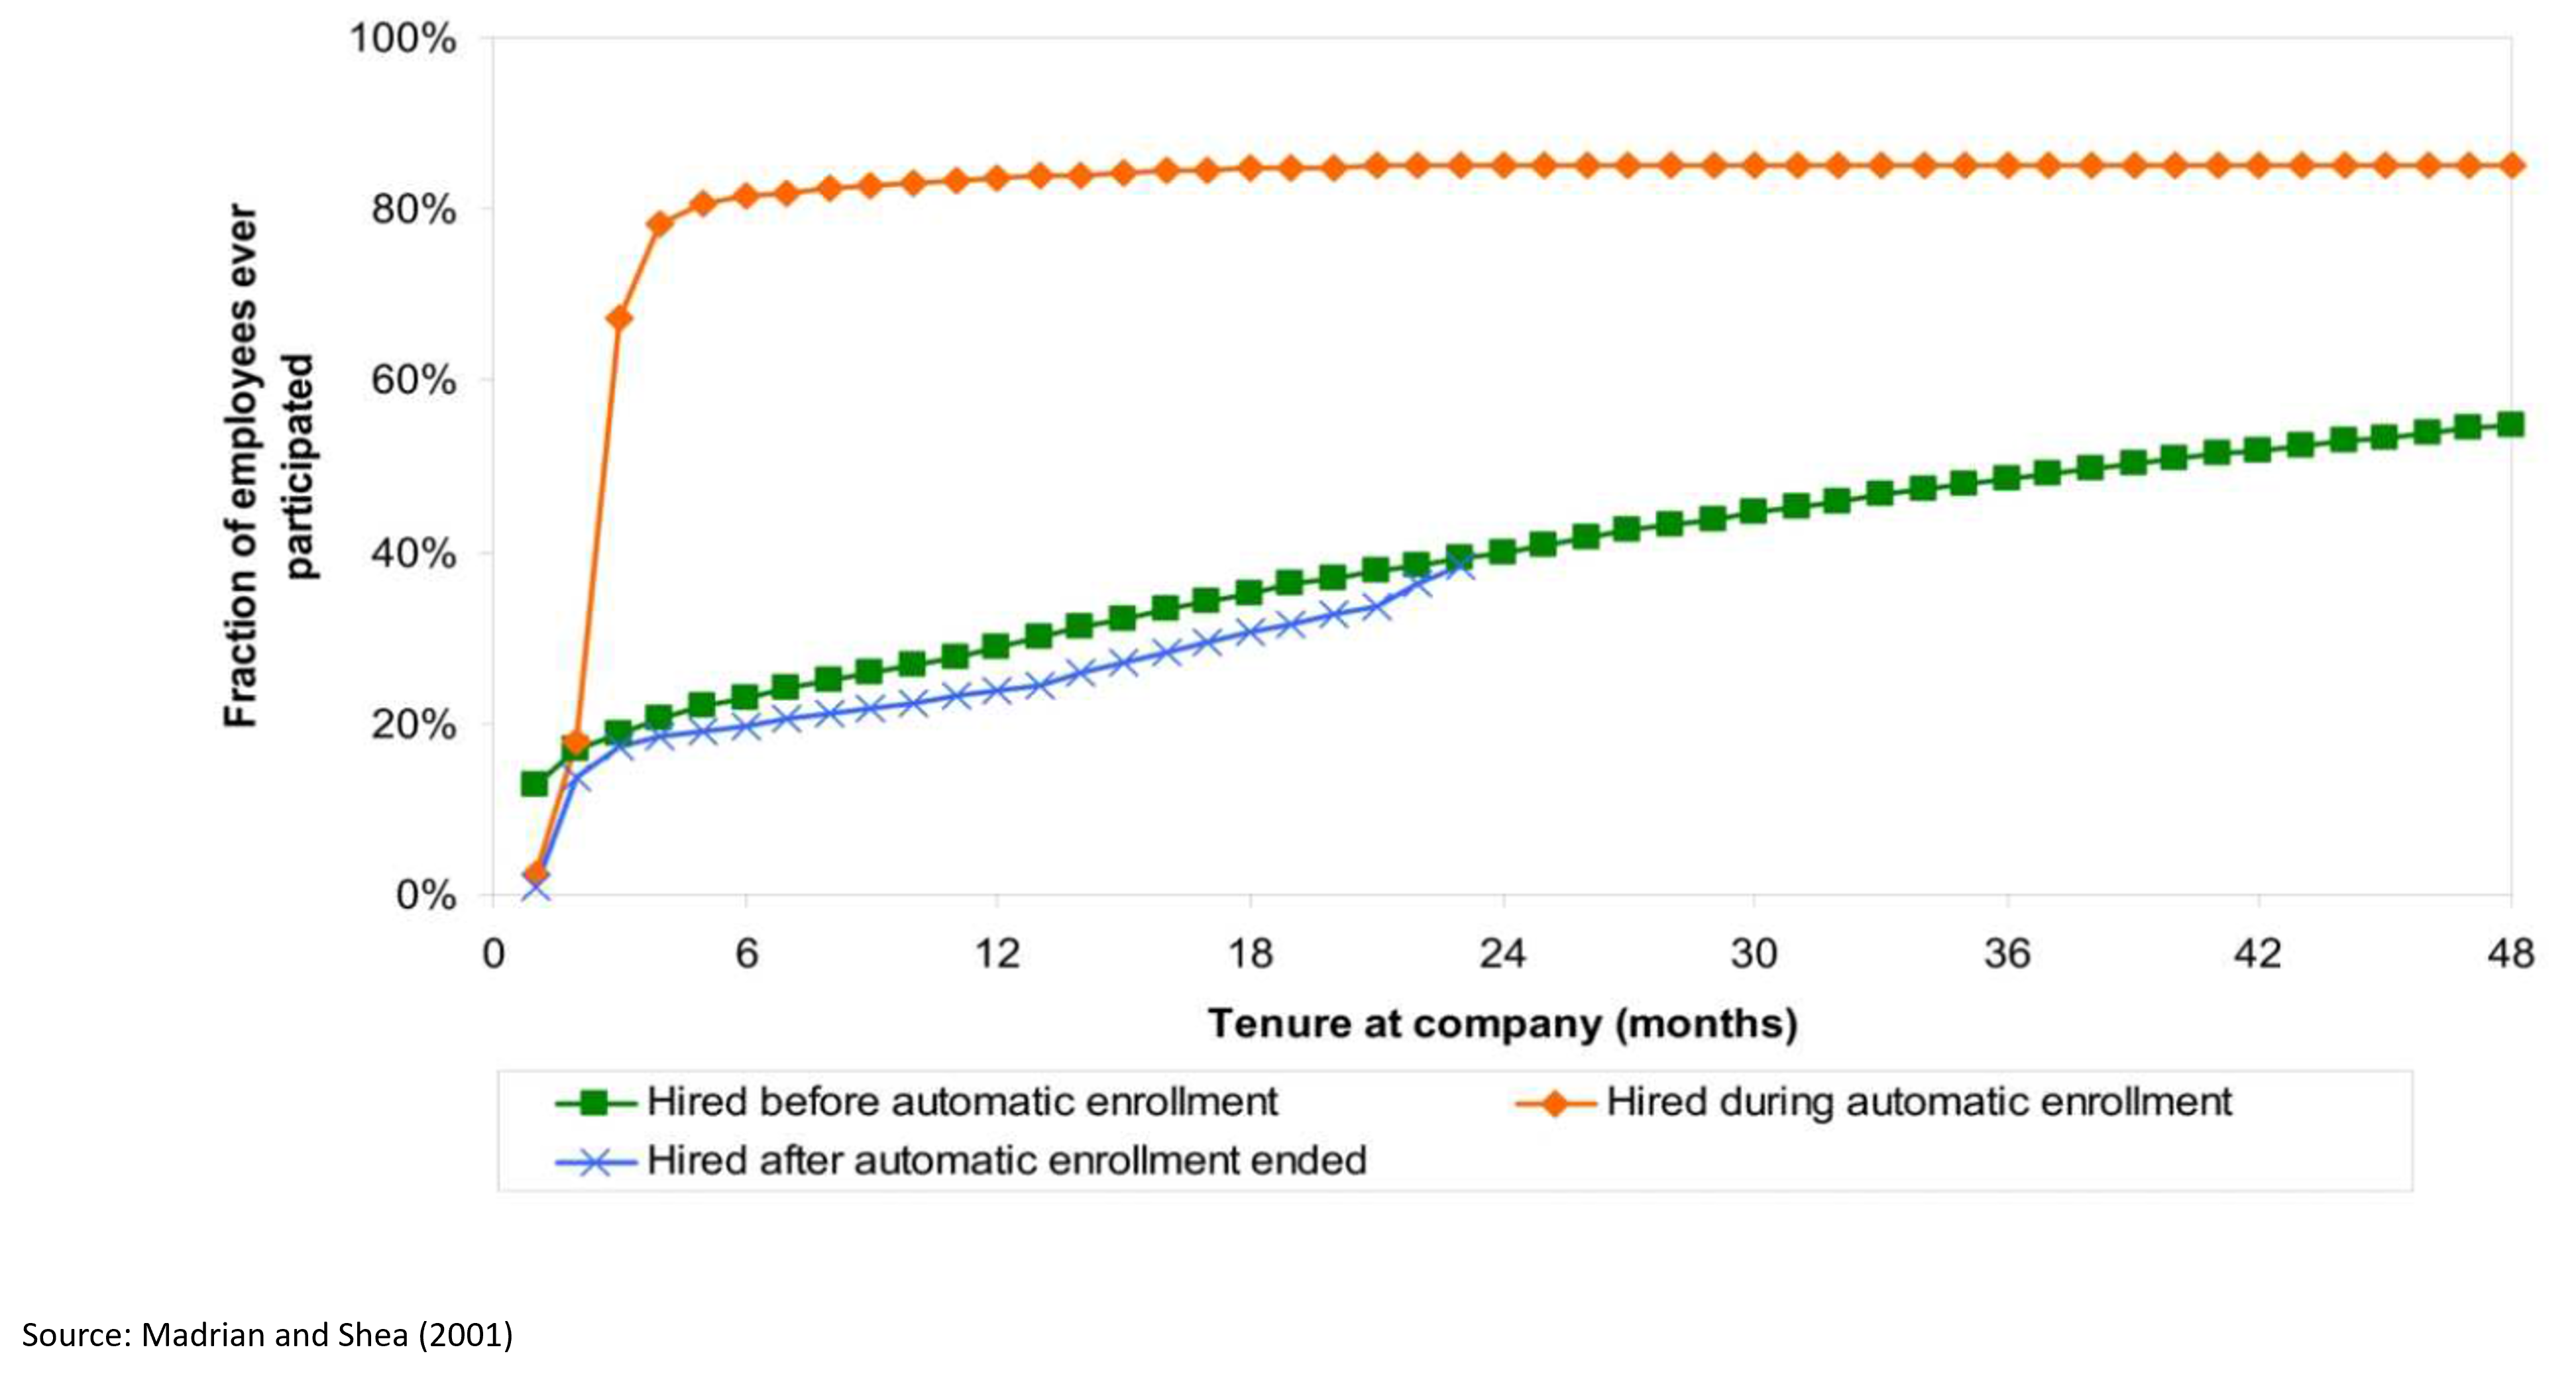 100%
80%
60%
40%
20%
0%
Fraction of employees ever
participated
0 6 12 18 24 30 36 42 48
Tenure at company (months)
Hired before automatic enrollment
Hired during automatic enrollment
Hired after automatic enrollment ended
Source: Madrian and Shea (2001)